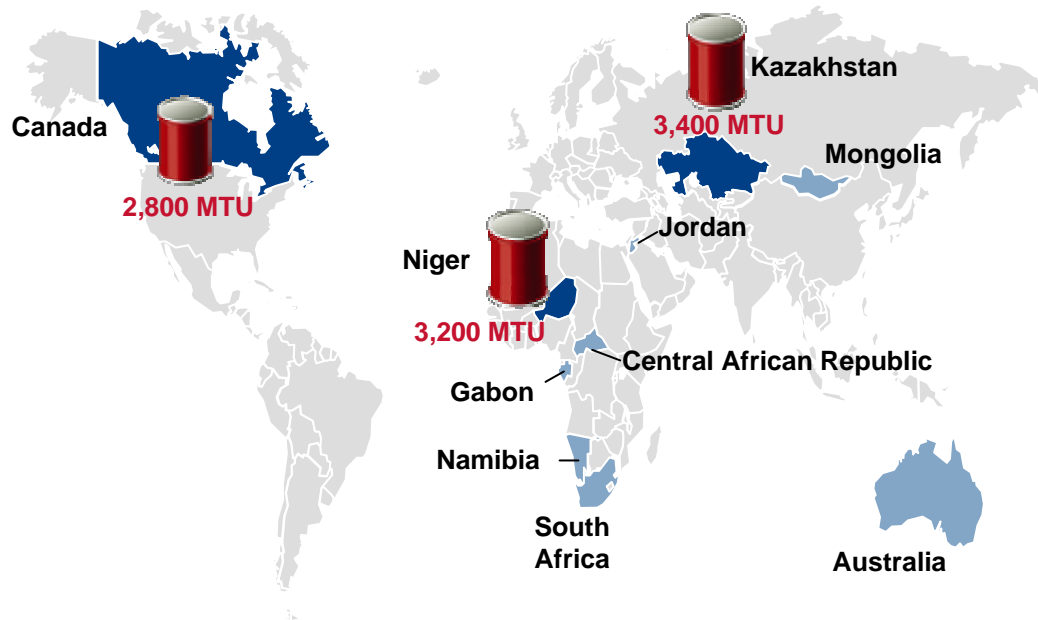 Kazakhstan
Canada
3,400 MTU
Mongolia
2,800 MTU
Jordan
Niger
3,200 MTU
Central African Republic
Gabon
Namibia
South
Africa
Australia